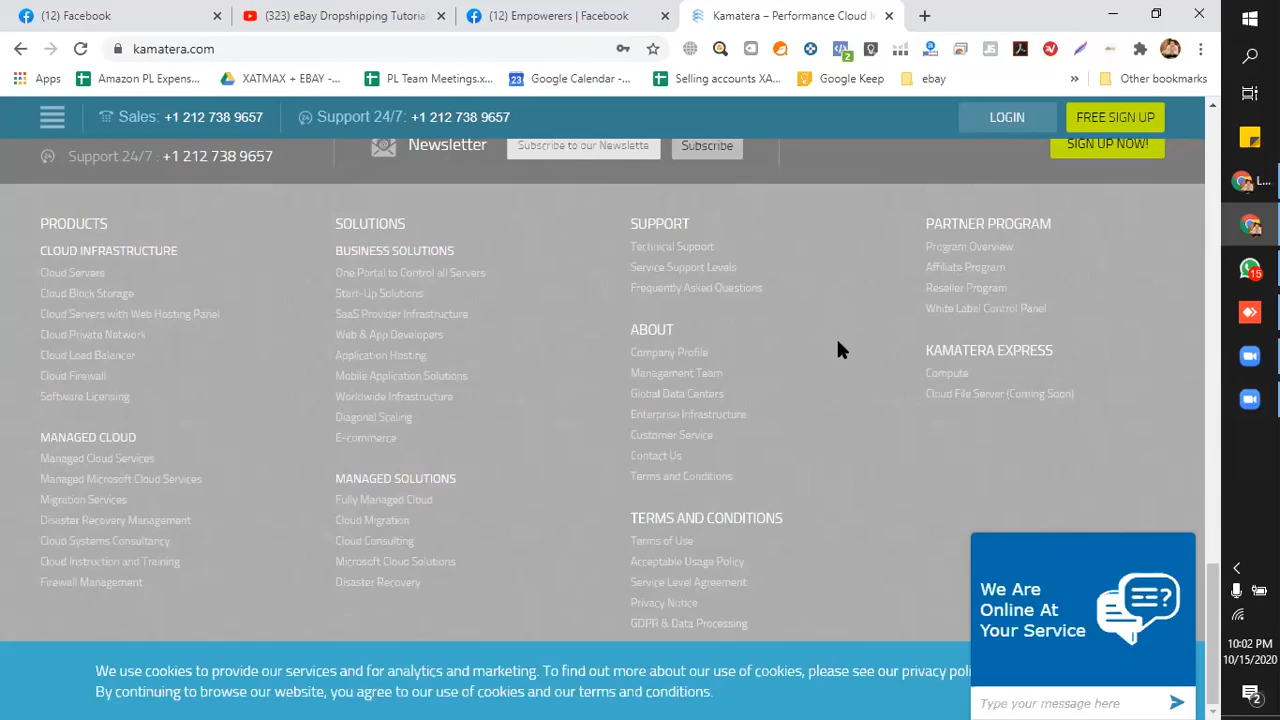 (12) Facebook
(323) eBay Dropshipping Tutorial
(12) Empowerers | Facebook
Kamatera – Performance Cloud I
kamatera.com
2
Apps
Amazon PL Expens...
XATMAX + EBAY -...
PL Team Meetings.x...
Google Calendar -...
Selling accounts XA...
Google Keep
ebay
»
Other bookmarks
Sales: +1 212 738 9657
Support 24/7: +1 212 738 9657
LOGIN
FREE SIGN UP
Support 24/7 : +1 212 738 9657
Newsletter
Subscribe to our Newslette
Subscribe
SIGN UP NOW!
PRODUCTS
CLOUD INFRASTRUCTURE
Cloud Servers
Cloud Block Storage
Cloud Servers with Web Hosting Panel
Cloud Private Network
Cloud Load Balancer
Cloud Firewall
Software Licensing
MANAGED CLOUD
Managed Cloud Services
Managed Microsoft Cloud Services
Migration Services
Disaster Recovery Management
Cloud Systems Consultancy
Cloud Instruction and Training
Firewall Management
SOLUTIONS
BUSINESS SOLUTIONS
One Portal to Control all Servers
Start-Up Solutions
SaaS Provider Infrastructure
Web & App Developers
Application Hosting
Mobile Application Solutions
Worldwide Infrastructure
Diagonal Scaling
E-commerce
MANAGED SOLUTIONS
Fully Managed Cloud
Cloud Migration
Cloud Consulting
Microsoft Cloud Solutions
Disaster Recovery
SUPPORT
Technical Support
Service Support Levels
Frequently Asked Questions
ABOUT
Company Profile
Management Team
Global Data Centers
Enterprise Infrastructure
Customer Service
Contact Us
Terms and Conditions
TERMS AND CONDITIONS
Terms of Use
Acceptable Usage Policy
Service Level Agreement
Privacy Notice
GDPR & Data Processing
PARTNER PROGRAM
Program Overview
Affiliate Program
Reseller Program
White Label Control Panel
KAMATERA EXPRESS
Compute
Cloud File Server (Coming Soon)
We Are
Online At
Your Service
Type your message here
We use cookies to provide our services and for analytics and marketing. To find out more about our use of cookies, please see our privacy poli
By continuing to browse our website, you agree to our use of cookies and our terms and conditions.
L...
15
10:02 PM
10/15/2020
2